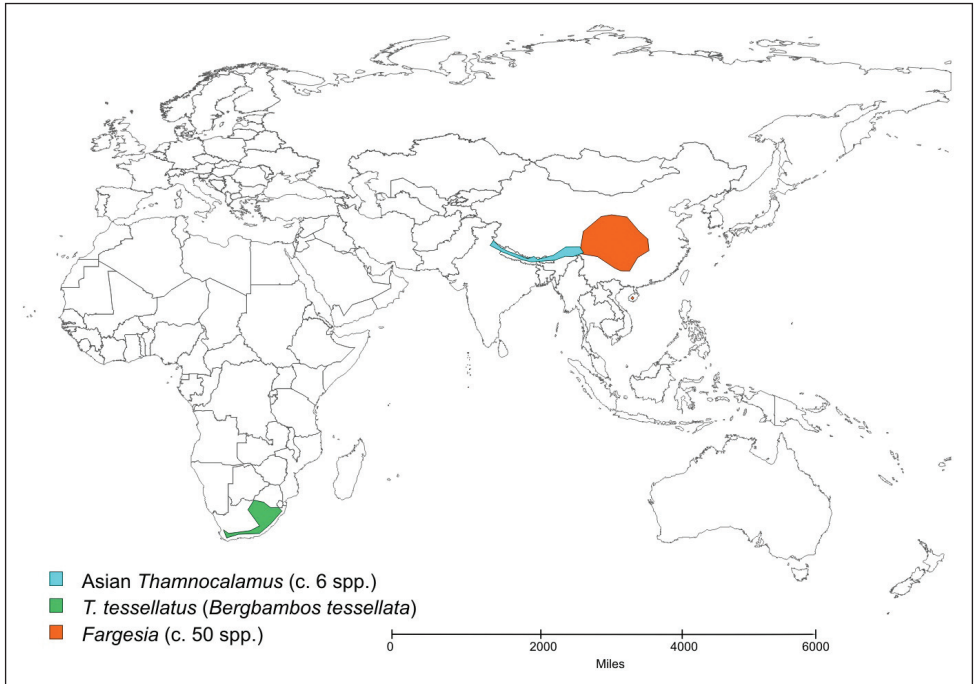 Asian Thamnocalamus (c. 6 spp.)
T. tessellatus (Bergbambos tessellata)
Fargesia (c. 50 spp.)
0 2000 4000 6000
Miles